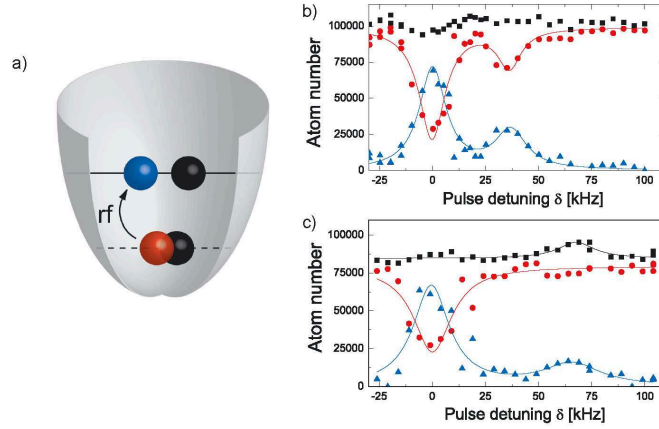 a)
rf
b)
Atom number
100000
75000
50000
25000
0
-25 0 25 50 75 100
Pulse detuning δ [kHz]
c)
Atom number
100000
75000
50000
25000
0
-25 0 25 50 75 100
Pulse detuning δ [kHz]